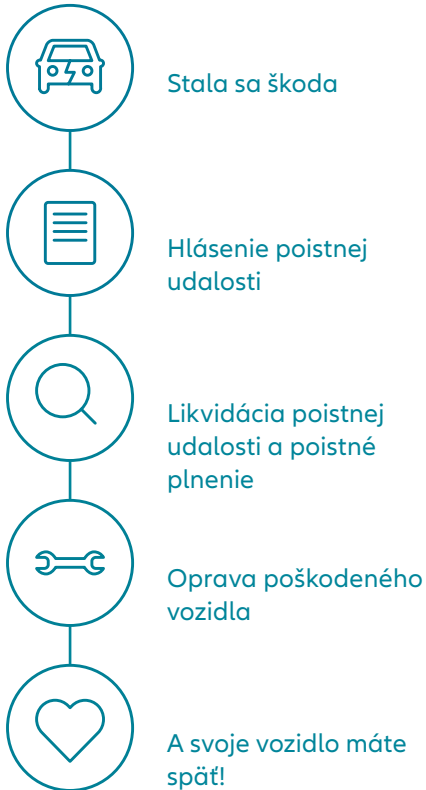 Stala sa škoda
Hlásenie poistnej
udalosti
Likvidácia poistnej
udalosti a poistné
plnenie
Oprava poškodeného
vozidla
A svoje vozidlo máte
späť!